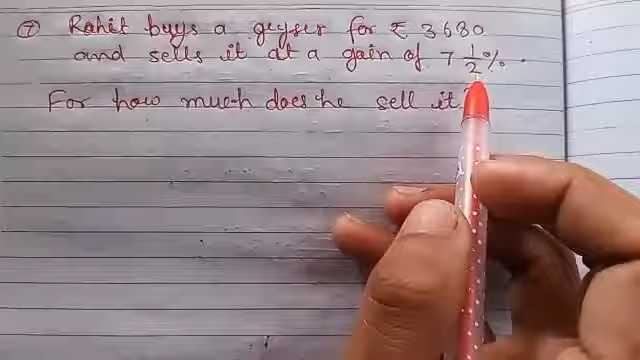 ⑦ Rohit buys a geyser for ₹ 3680
and sells it at a gain of 7 1/2 % .
For how much does he sell it